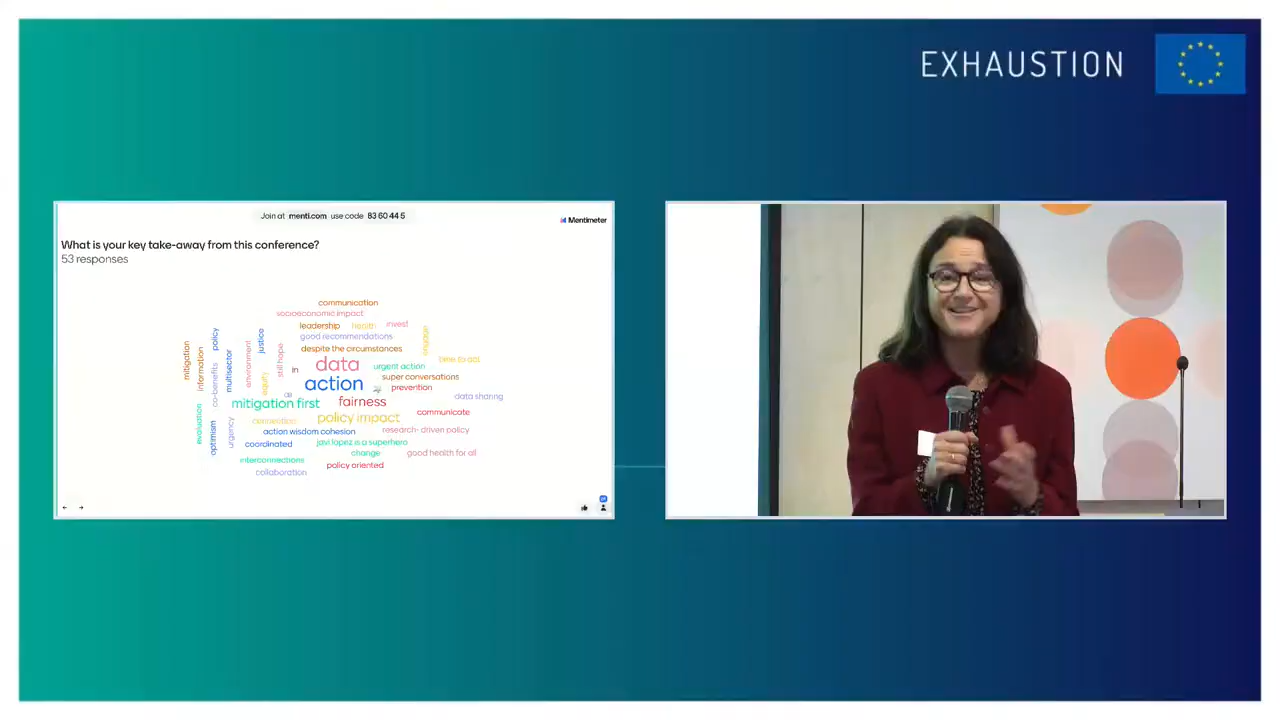 EXHAUSTION
Join at menti.com use code 83 60 44 5
Mentimeter
What is your key take-away from this conference?
53 responses
communication
socioeconomic impact
leadership health invest
good recommendations
despite the circumstances
engage
time to act
data
urgent action
super conversations
action
prevention
data sharing
mitigation first
fairness
communicate
connection
policy impact
action wisdom cohesion
research- driven policy
coordinated
javi lopez is a superhero
change
good health for all
interconnections
policy oriented
collaboration
mitigation
information
policy
co-benefits
multisector
environment
justice
equity
still hope
in
evaluation
optimism
urgency